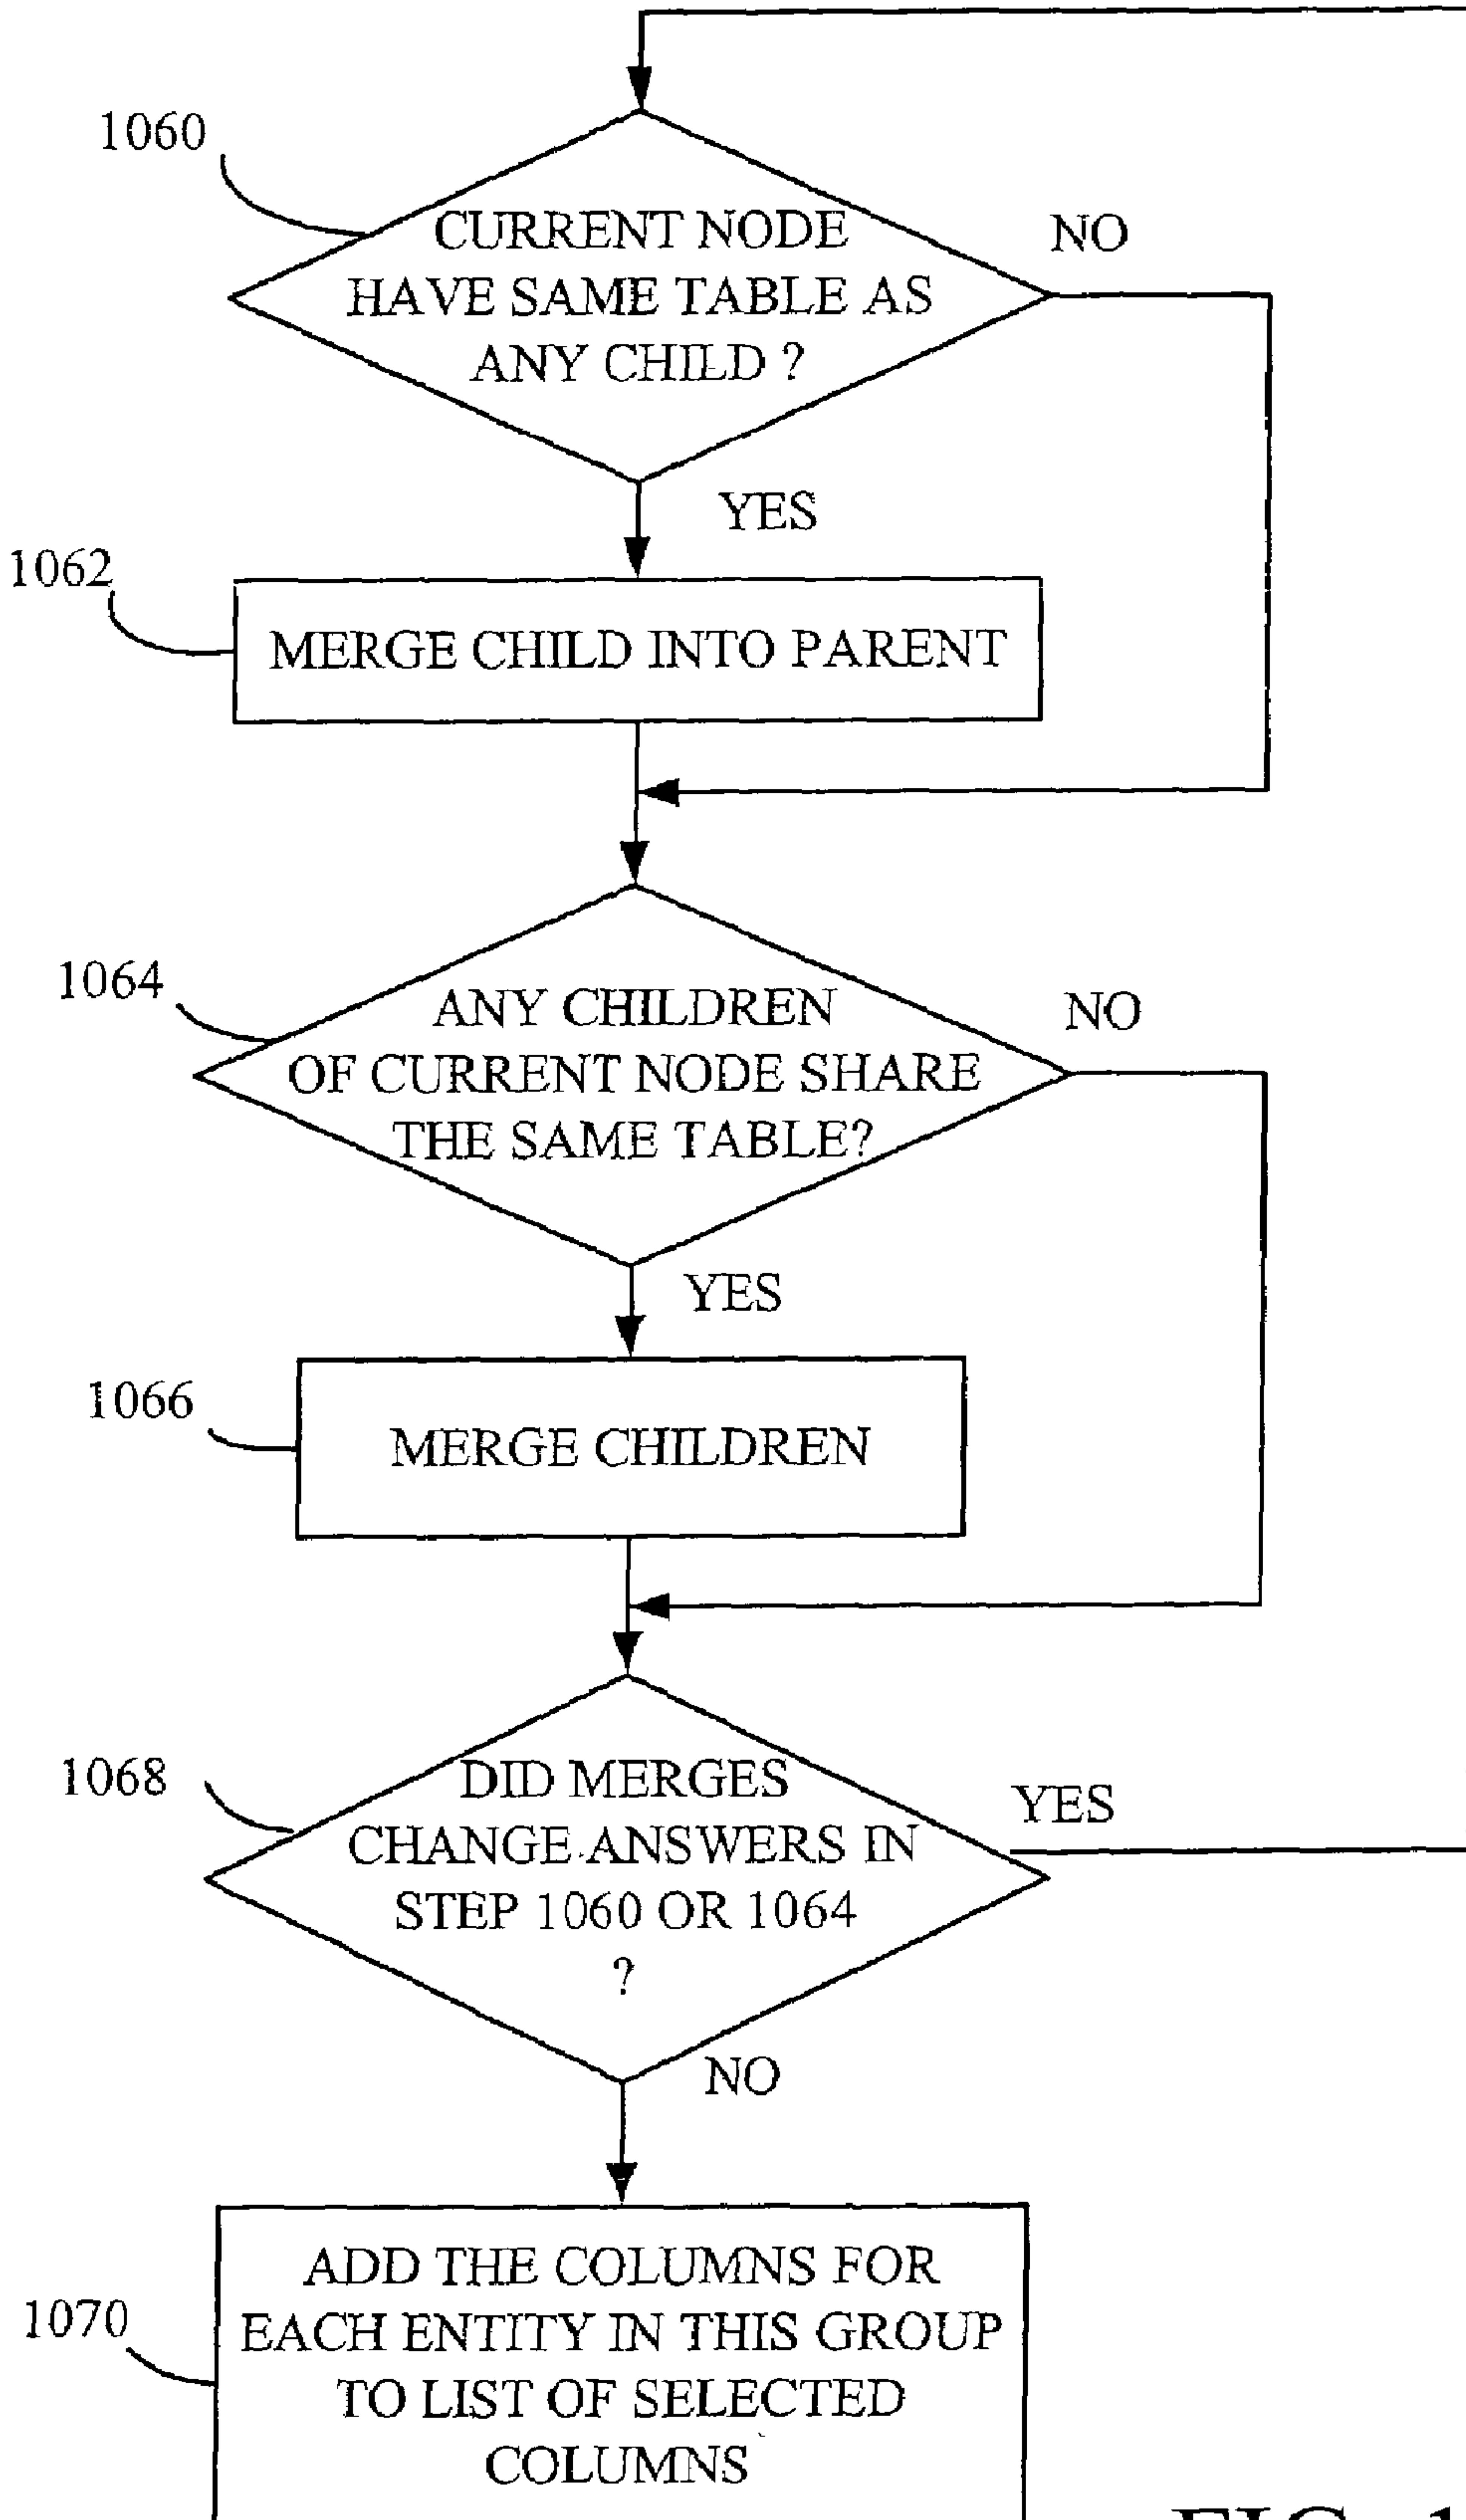 1060
CURRENT NODE
HAVE SAME TABLE AS
ANY CHILD ?
NO
YES
1062
MERGE CHILD INTO PARENT
1064
ANY CHILDREN
OF CURRENT NODE SHARE
THE SAME TABLE?
NO
YES
1066
MERGE CHILDREN
1068
DID MERGES
CHANGE ANSWERS IN
STEP 1060 OR 1064
?
YES
NO
1070
ADD THE COLUMNS FOR
EACH ENTITY IN THIS GROUP
TO LIST OF SELECTED
COLUMNS